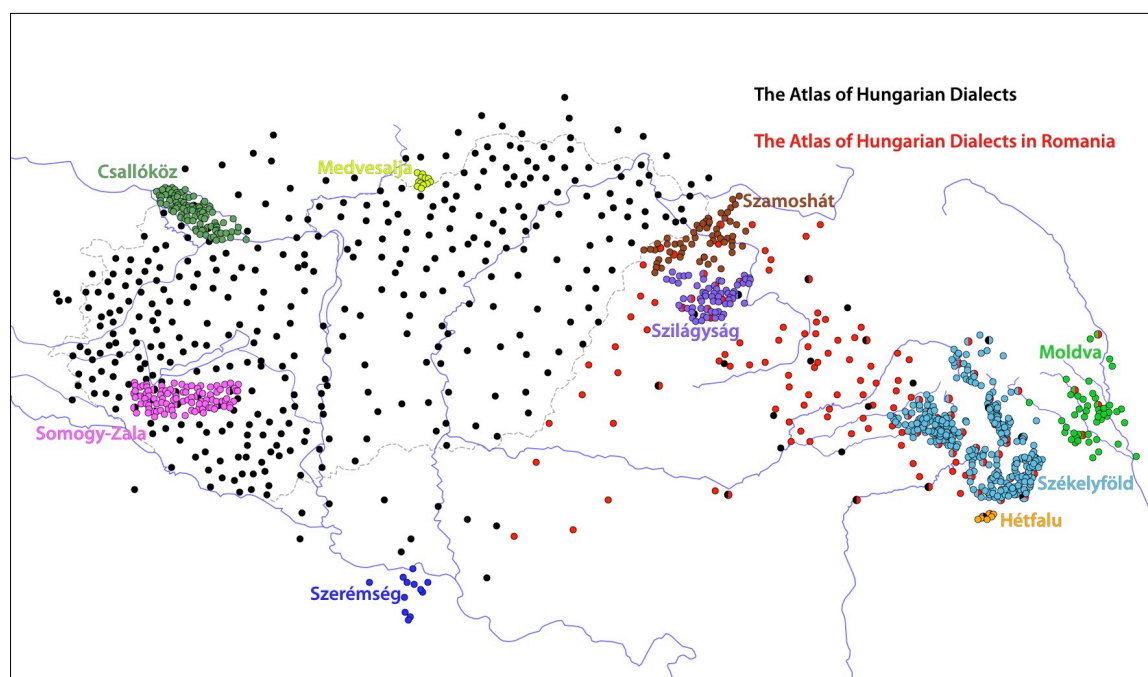 The Atlas of Hungarian Dialects
The Atlas of Hungarian Dialects in Romania
Csallóköz
Medvesalja
Szamoshát
Szilágyság
Moldva
Somogy-Zala
Székelyföld
Hétfalu
Szerémség